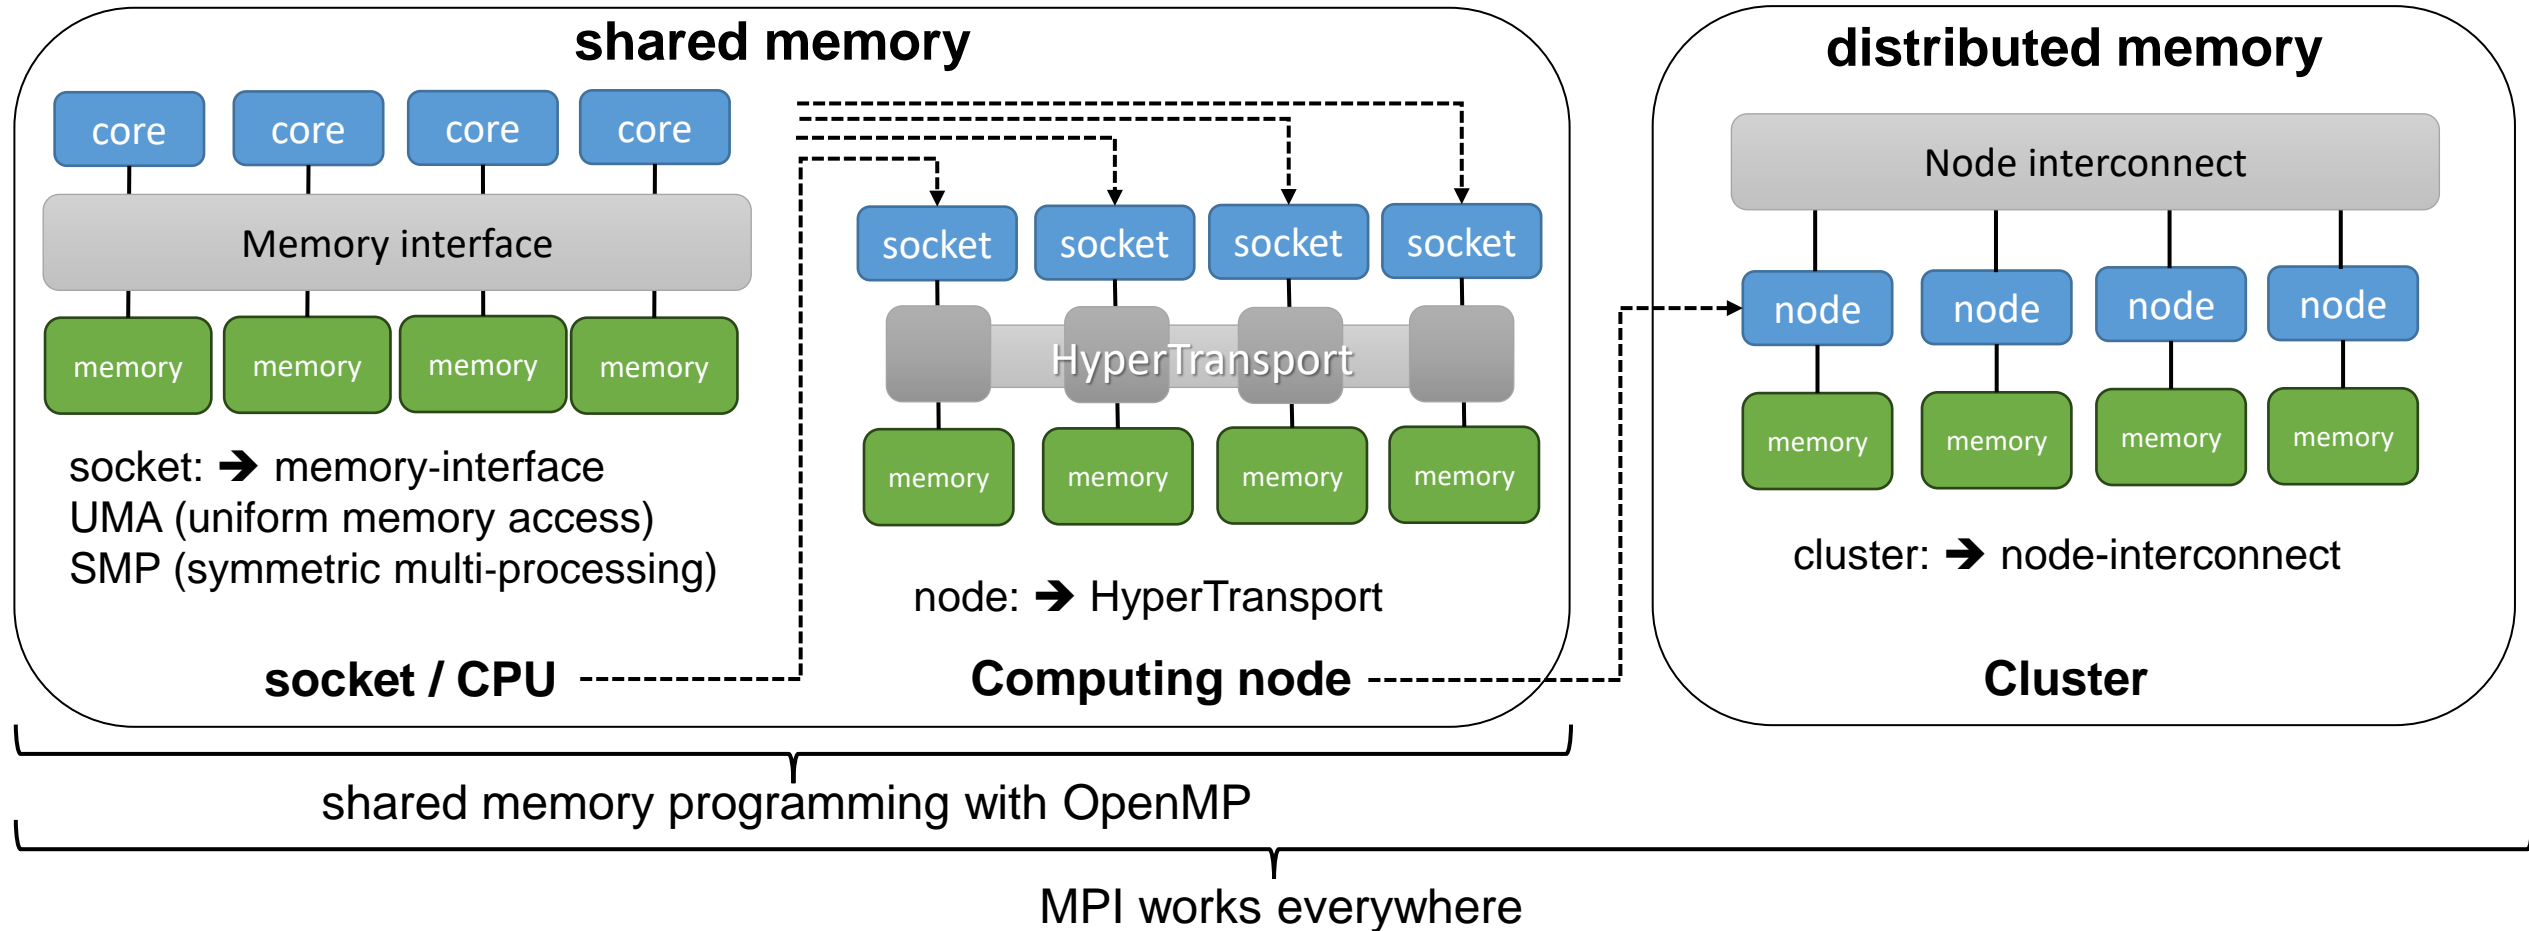 shared memory
core core core core
Memory interface
memory memory memory memory
socket: ➔ memory-interface
UMA (uniform memory access)
SMP (symmetric multi-processing)
socket / CPU
socket socket socket socket
HyperTransport
memory memory memory memory
node: ➔ HyperTransport
Computing node
distributed memory
Node interconnect
node node node node
memory memory memory memory
cluster: ➔ node-interconnect
Cluster
shared memory programming with OpenMP
MPI works everywhere